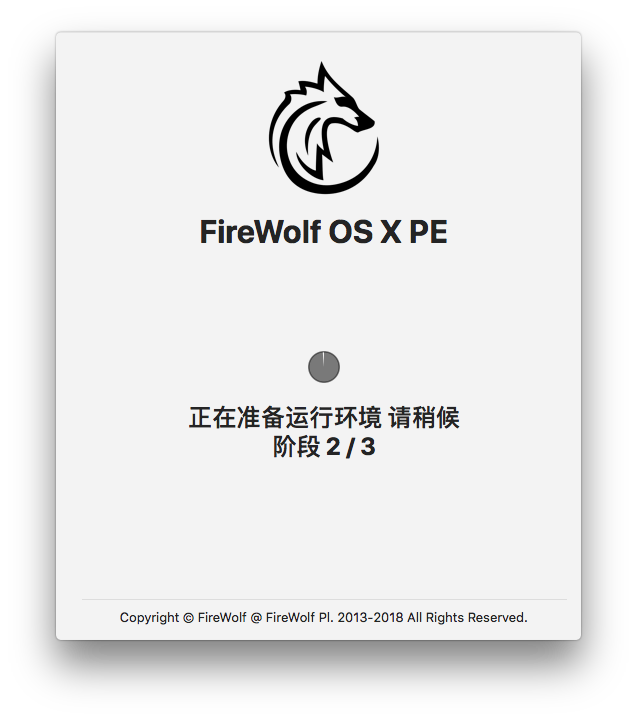 FireWolf OS X PE
正在准备运行环境 请稍候
阶段 2 / 3
Copyright © FireWolf @ FireWolf Pl. 2013-2018 All Rights Reserved.